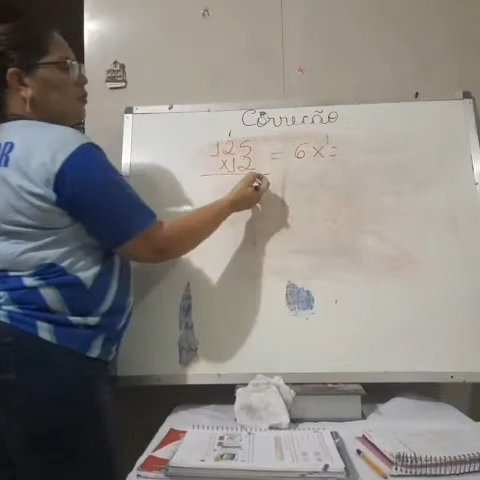 Correção
125 = 6x¹=
x12